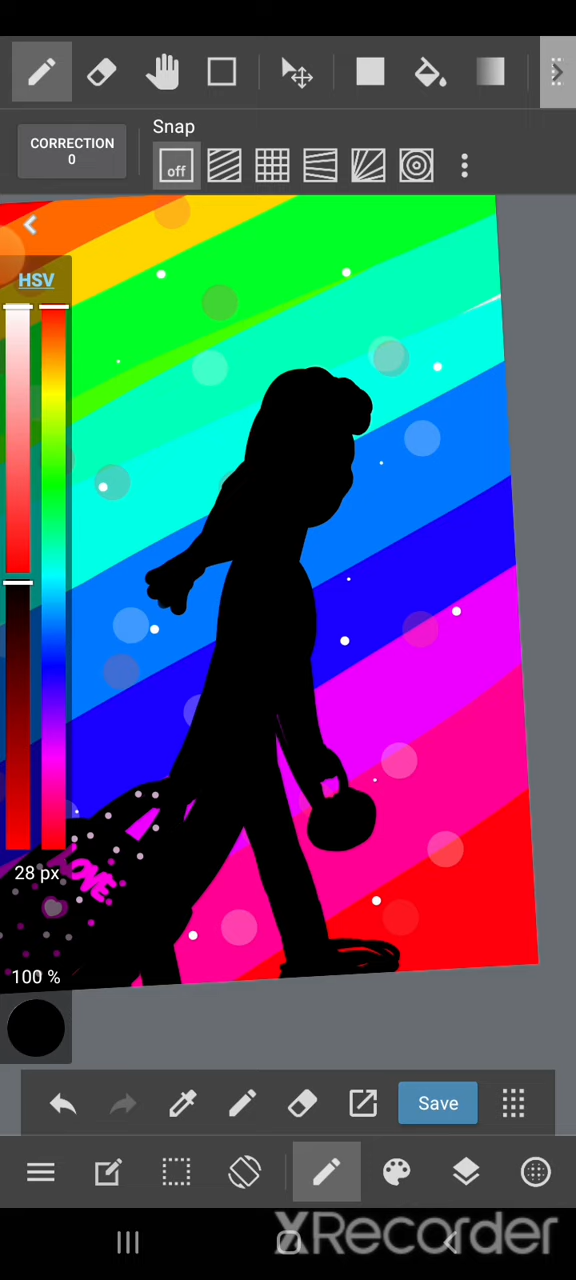 CORRECTION
0
Snap
off
HSV
LOVE
28 px
100 %
Save
XRecorder